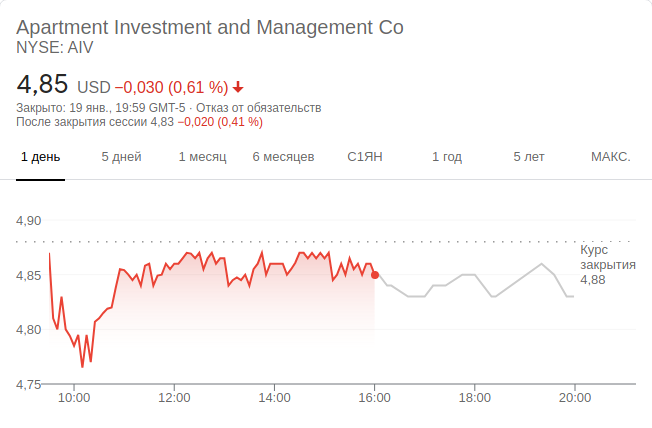 Apartment Investment and Management Co
NYSE: AIV
4,85 USD −0,030 (0,61 %)
Закрыто: 19 янв., 19:59 GMT-5 · Отказ от обязательств
После закрытия сессии 4,83 −0,020 (0,41 %)
1 день 5 дней 1 месяц 6 месяцев С1ЯН 1 год 5 лет МАКС.
4,90
Курс
закрытия
4,88
4,85
4,80
4,75
10:00 12:00 14:00 16:00 18:00 20:00